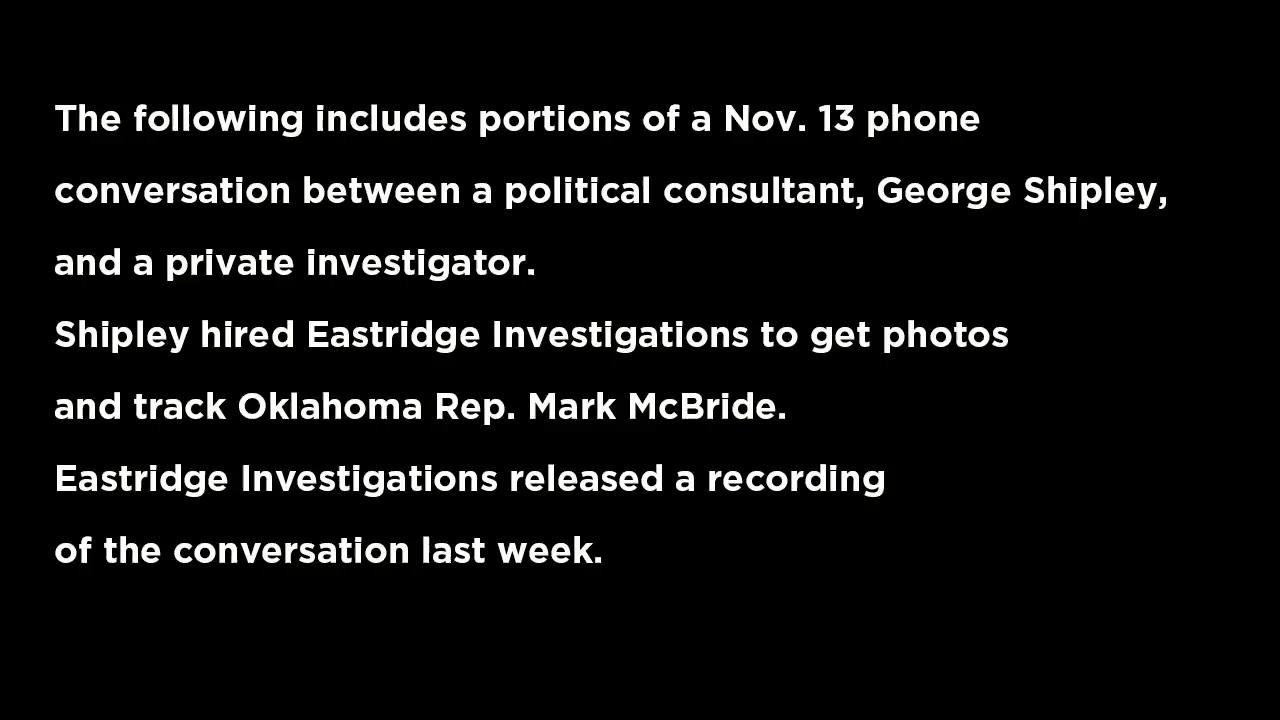 The following includes portions of a Nov. 13 phone
conversation between a political consultant, George Shipley,
and a private investigator.
Shipley hired Eastridge Investigations to get photos
and track Oklahoma Rep. Mark McBride.
Eastridge Investigations released a recording
of the conversation last week.